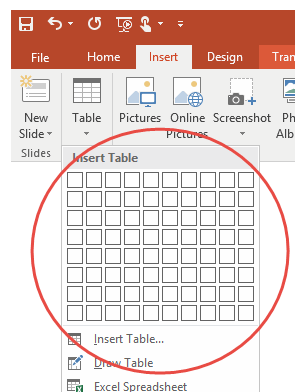 File Home Insert Design Tran
New Slide Table Pictures Online Pictures Screenshot Ph Alb
Slides
Insert Table
Insert Table...
Draw Table
Excel Spreadsheet